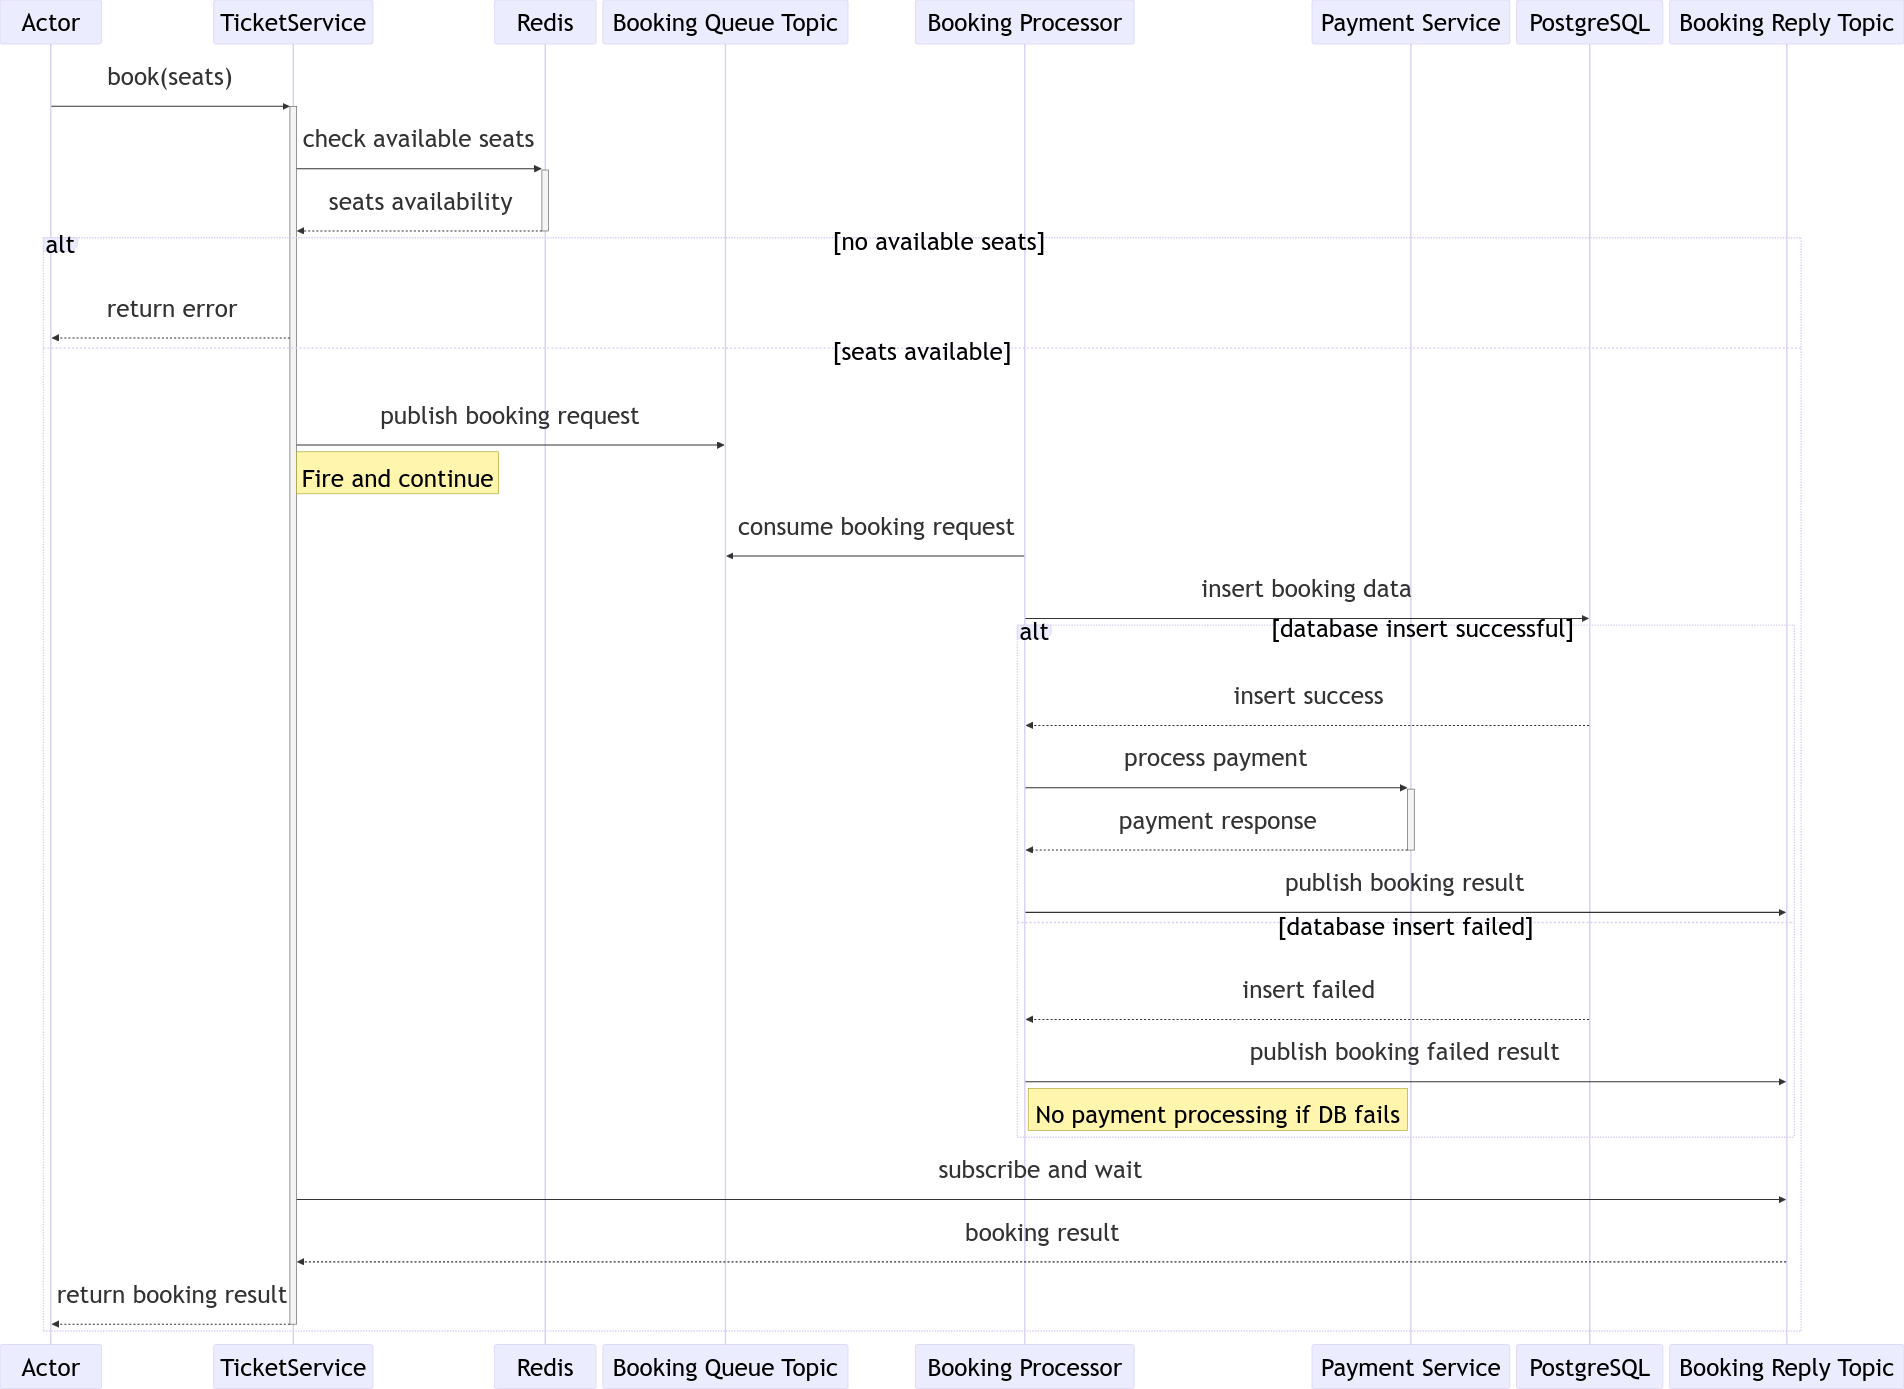 Actor
TicketService
Redis
Booking Queue Topic
Booking Processor
Payment Service
PostgreSQL
Booking Reply Topic
book(seats)
check available seats
seats availability
alt
[no available seats]
return error
[seats available]
publish booking request
Fire and continue
consume booking request
insert booking data
alt
[database insert successful]
insert success
process payment
payment response
publish booking result
[database insert failed]
insert failed
publish booking failed result
No payment processing if DB fails
subscribe and wait
booking result
return booking result
Actor
TicketService
Redis
Booking Queue Topic
Booking Processor
Payment Service
PostgreSQL
Booking Reply Topic